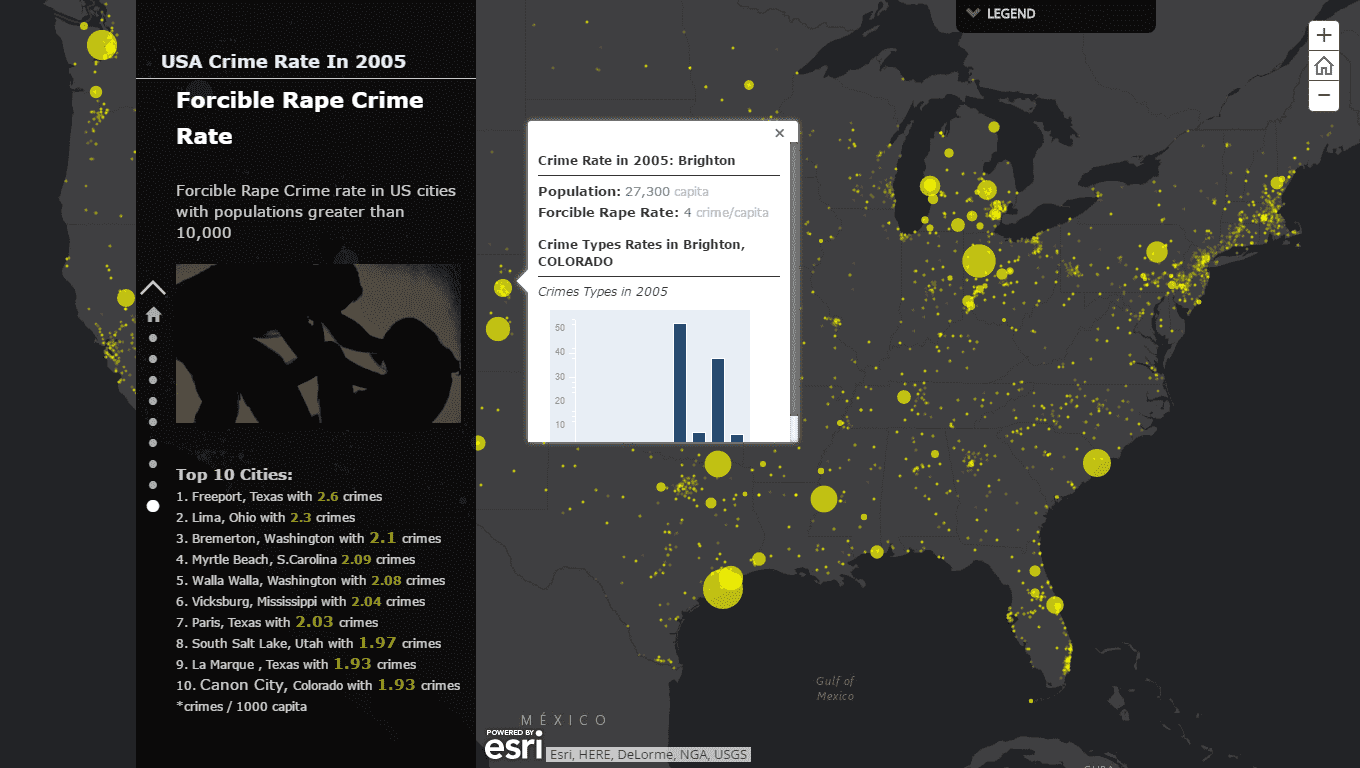 LEGEND
USA Crime Rate In 2005
Forcible Rape Crime
Rate
Forcible Rape Crime rate in US cities
with populations greater than
10,000
Top 10 Cities:
1. Freeport, Texas with 2.6 crimes
2. Lima, Ohio with 2.3 crimes
3. Bremerton, Washington with 2.1 crimes
4. Myrtle Beach, S.Carolina 2.09 crimes
5. Walla Walla, Washington with 2.08 crimes
6. Vicksburg, Mississippi with 2.04 crimes
7. Paris, Texas with 2.03 crimes
8. South Salt Lake, Utah with 1.97 crimes
9. La Marque , Texas with 1.93 crimes
10. Canon City, Colorado with 1.93 crimes
*crimes / 1000 capita
×
Crime Rate in 2005: Brighton
Population: 27,300 capita
Forcible Rape Rate: 4 crime/capita
Crime Types Rates in Brighton,
COLORADO
Crimes Types in 2005
50
40
30
20
10
+
−
Gulf of
Mexico
MÉXICO
POWERED BY
esri
Esri, HERE, DeLorme, NGA, USGS
CUBA